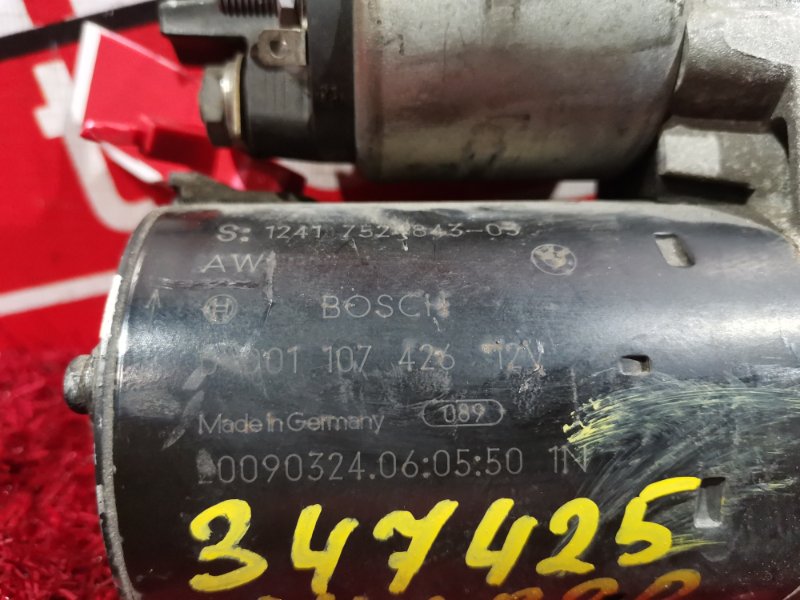 S: 1241 7521843-03
AW
BOSCH
0 001 107 426 12V
Made in Germany 089
20090324.06:05:50 1N
347425